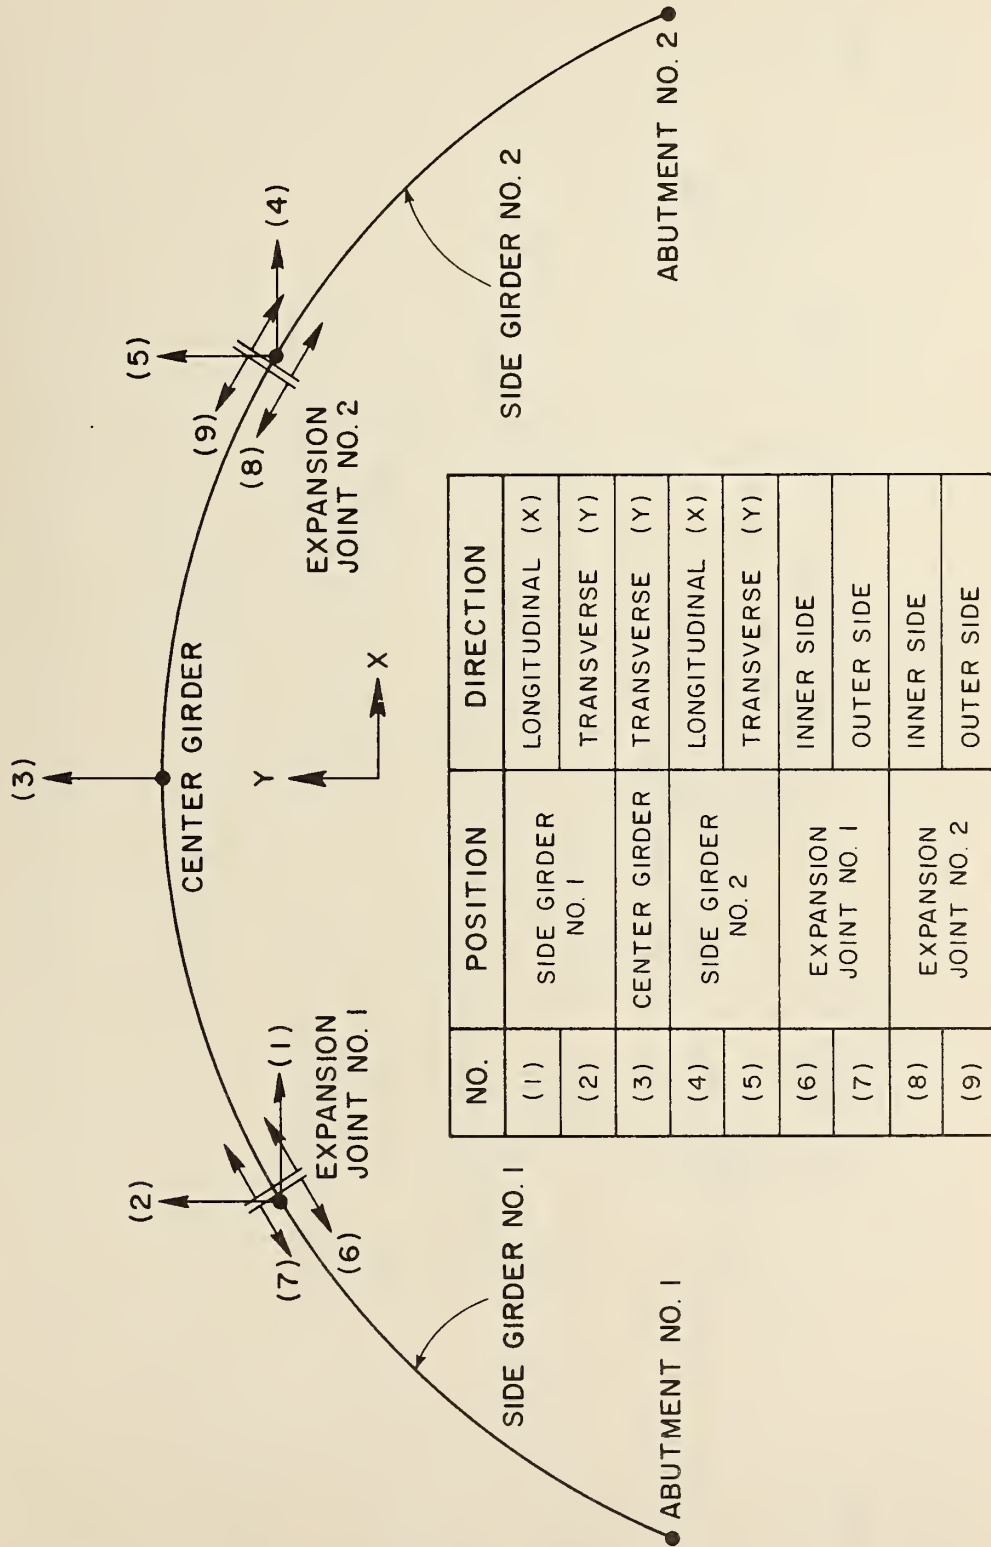 (3)
(2)
(5)
CENTER GIRDER
Y
X
(1)
(4)
(7)
(6)
(9)
(8)
EXPANSION
JOINT NO. 1
EXPANSION
JOINT NO. 2
SIDE GIRDER NO. 1
SIDE GIRDER NO. 2
ABUTMENT NO. 1
ABUTMENT NO. 2
NO. POSITION DIRECTION
(1) SIDE GIRDER NO. 1 LONGITUDINAL (X)
(2) TRANSVERSE (Y)
(3) CENTER GIRDER TRANSVERSE (Y)
(4) SIDE GIRDER NO. 2 LONGITUDINAL (X)
(5) TRANSVERSE (Y)
(6) EXPANSION JOINT NO. 1 INNER SIDE
(7) OUTER SIDE
(8) EXPANSION JOINT NO. 2 INNER SIDE
(9) OUTER SIDE